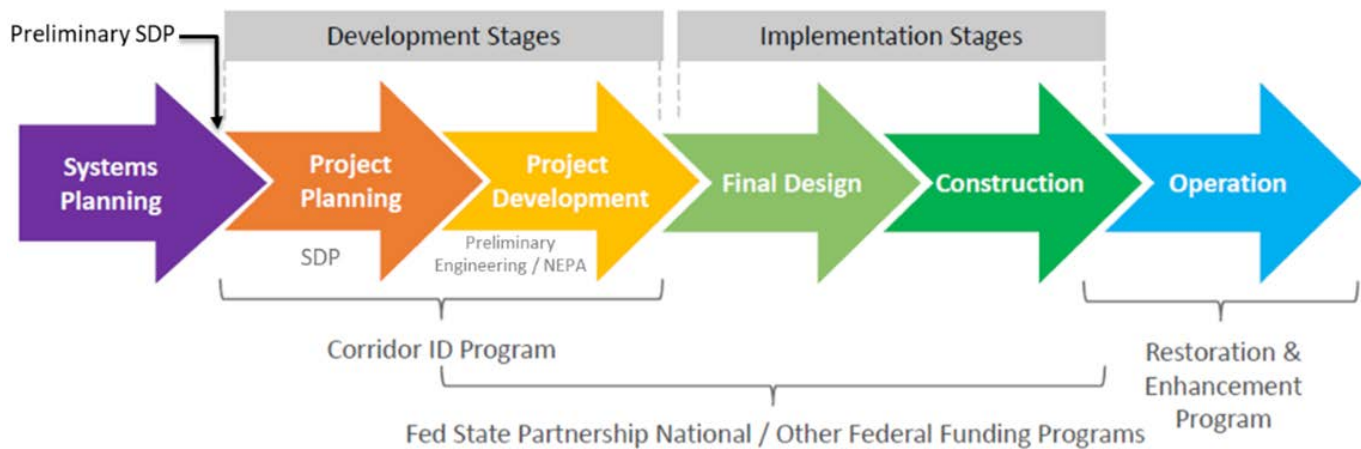 Preliminary SDP
Development Stages
Implementation Stages
Systems
Planning
Project
Planning
Project
Development
Final Design
Construction
Operation
SDP
Preliminary
Engineering / NEPA
Corridor ID Program
Restoration &
Enhancement
Program
Fed State Partnership National / Other Federal Funding Programs